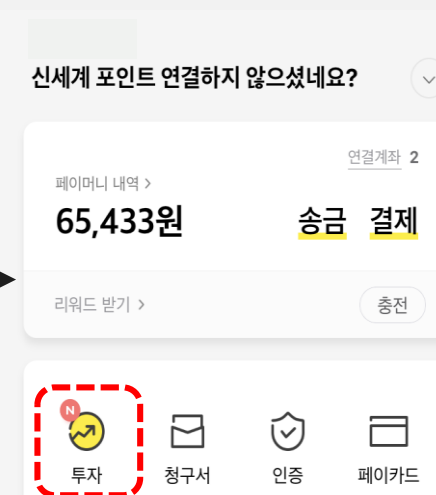 신세계 포인트 연결하지 않으셨네요?
연결계좌 2
페이머니 내역 >
65,433원 송금 결제
리워드 받기 > 충전
N
투자 청구서 인증 페이카드